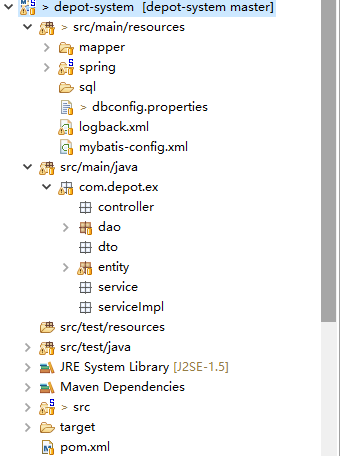 > depot-system [depot-system master]
> src/main/resources
> mapper
spring
sql
> dbconfig.properties
logback.xml
mybatis-config.xml
src/main/java
com.depot.ex
controller
dao
dto
entity
service
serviceImpl
src/test/resources
src/test/java
JRE System Library [J2SE-1.5]
Maven Dependencies
> src
target
pom.xml